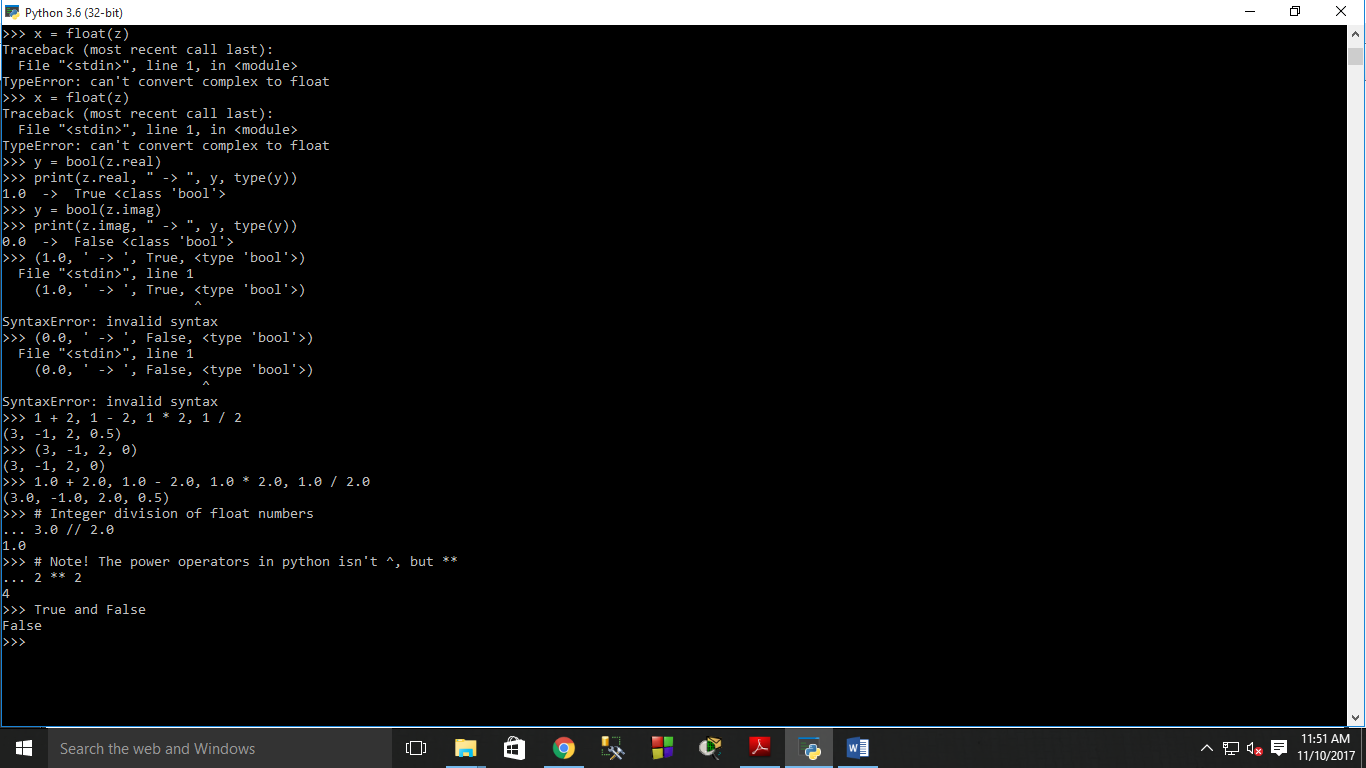 Python 3.6 (32-bit)
>>> x = float(z)
Traceback (most recent call last):
  File "<stdin>", line 1, in <module>
TypeError: can't convert complex to float
>>> x = float(z)
Traceback (most recent call last):
  File "<stdin>", line 1, in <module>
TypeError: can't convert complex to float
>>> y = bool(z.real)
>>> print(z.real, " -> ", y, type(y))
1.0  ->  True <class 'bool'>
>>> y = bool(z.imag)
>>> print(z.imag, " -> ", y, type(y))
0.0  ->  False <class 'bool'>
>>> (1.0, ' -> ', True, <type 'bool'>)
  File "<stdin>", line 1
    (1.0, ' -> ', True, <type 'bool'>)
                        ^
SyntaxError: invalid syntax
>>> (0.0, ' -> ', False, <type 'bool'>)
  File "<stdin>", line 1
    (0.0, ' -> ', False, <type 'bool'>)
                         ^
SyntaxError: invalid syntax
>>> 1 + 2, 1 - 2, 1 * 2, 1 / 2
(3, -1, 2, 0.5)
>>> (3, -1, 2, 0)
(3, -1, 2, 0)
>>> 1.0 + 2.0, 1.0 - 2.0, 1.0 * 2.0, 1.0 / 2.0
(3.0, -1.0, 2.0, 0.5)
>>> # Integer division of float numbers
... 3.0 // 2.0
1.0
>>> # Note! The power operators in python isn't ^, but **
... 2 ** 2
4
>>> True and False
False
>>>
Search the web and Windows
11:51 AM
11/10/2017